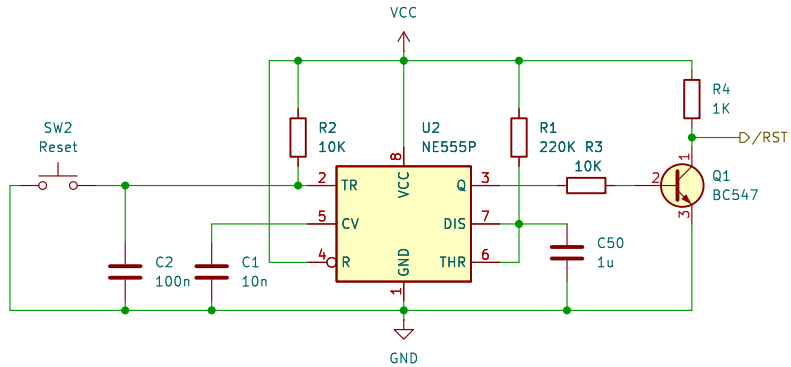 VCC
R4
1K
/RST
SW2
Reset
R2
10K
U2
NE555P
R1
220K
R3
10K
8
VCC
1
2
TR
Q
3
2
Q1
BC547
3
5
CV
DIS
7
C50
1u
4
R
GND
THR
6
C2
100n
C1
10n
1
GND